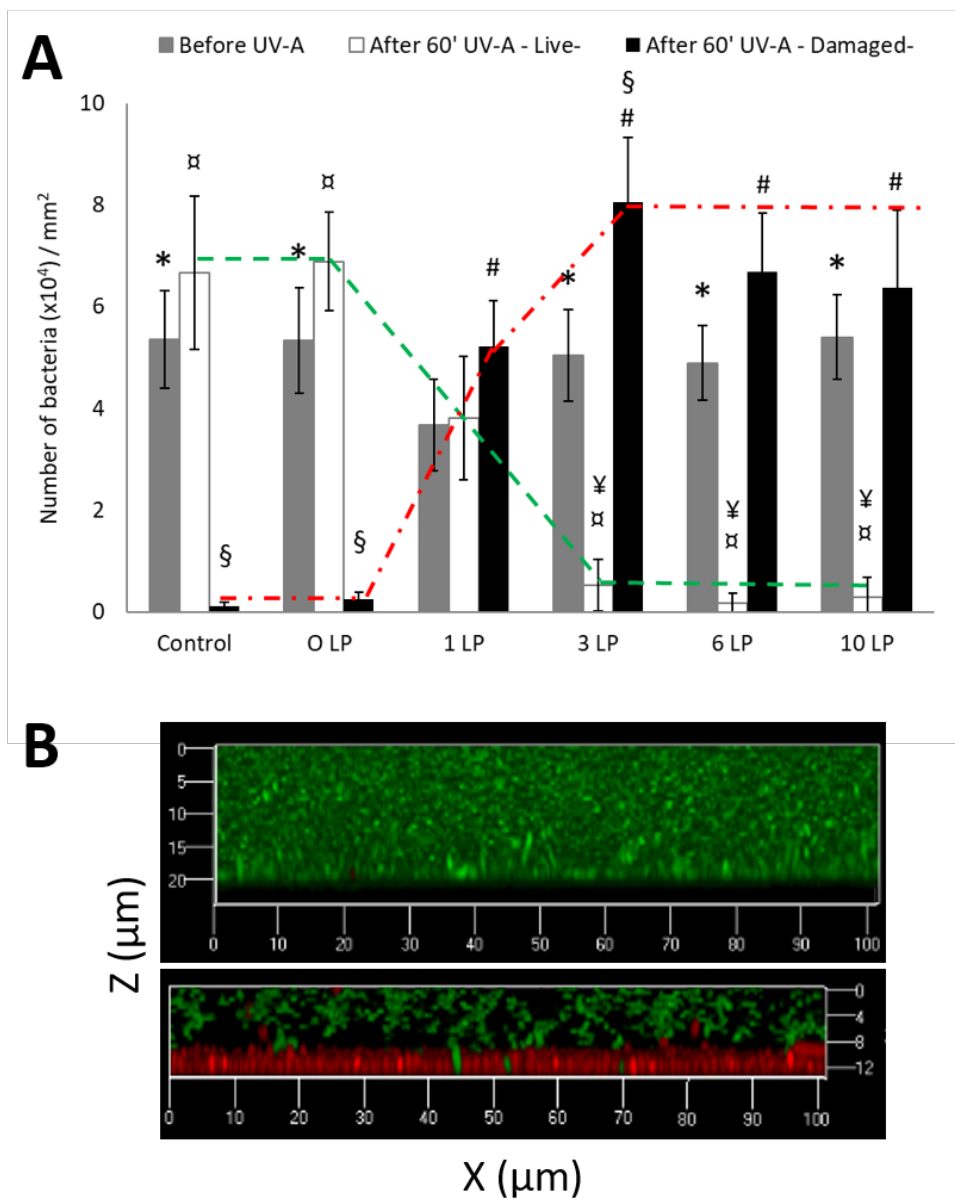 A
Before UV-A After 60' UV-A - Live- After 60' UV-A - Damaged-
Number of bacteria (x10⁴) / mm²
10
8
6
4
2
0
* ¤ §
* ¤ §
#
* ¥ ¤ § #
* ¥ ¤ #
* ¥ ¤ #
Control O LP 1 LP 3 LP 6 LP 10 LP
B
Z (μm)
0
5
10
15
20
0 10 20 30 40 50 60 70 80 90 100
0
4
8
12
0 10 20 30 40 50 60 70 80 90 100
X (μm)